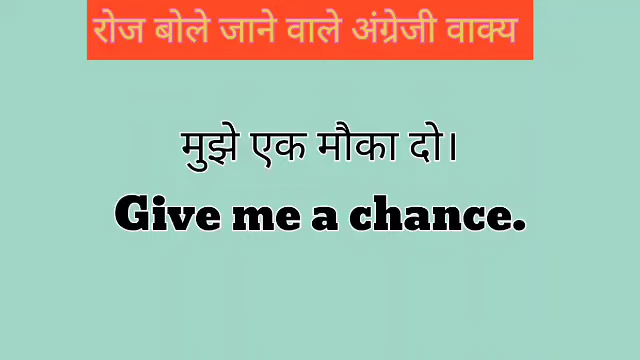 रोज बोले जाने वाले अंग्रेजी वाक्य
मुझे एक मौका दो।
Give me a chance.